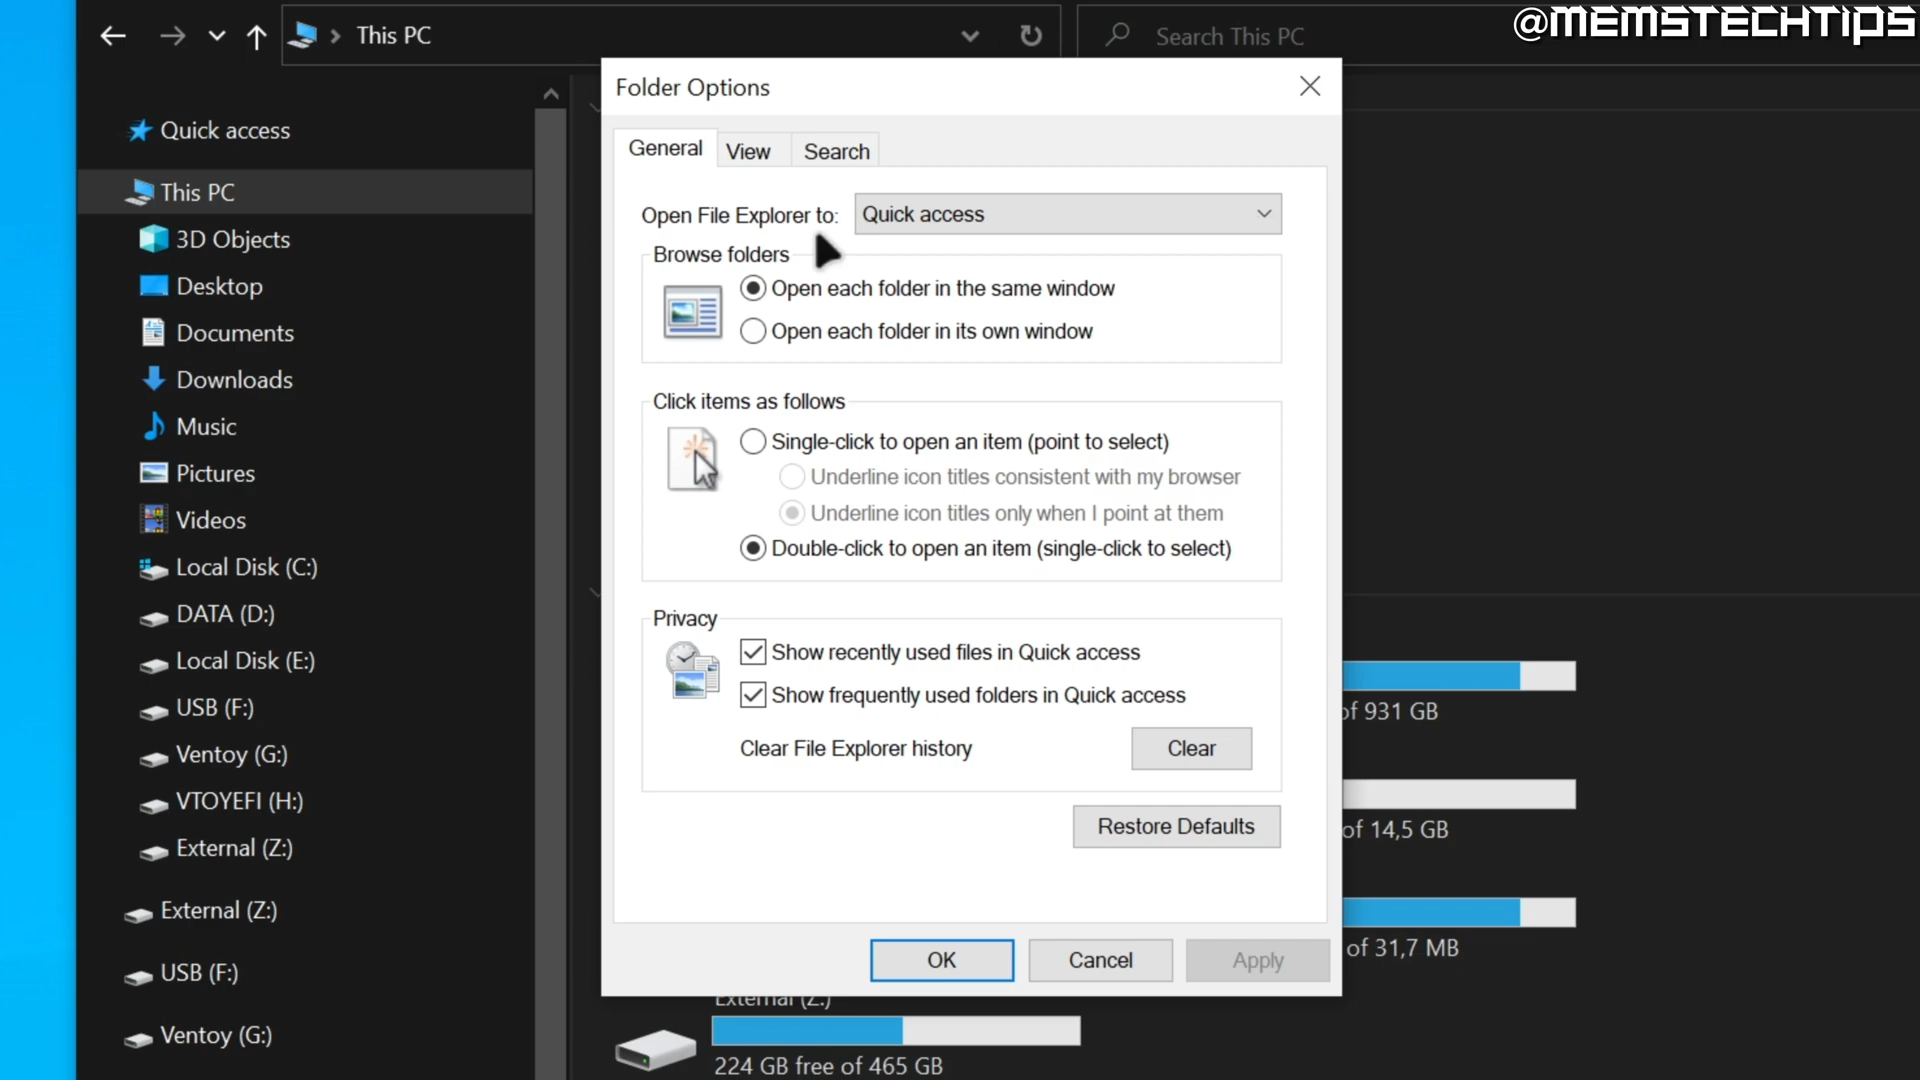 This PC
Search This PC
@MEMSTECHTIPS
Quick access
This PC
3D Objects
Desktop
Documents
Downloads
Music
Pictures
Videos
Local Disk (C:)
DATA (D:)
Local Disk (E:)
USB (F:)
Ventoy (G:)
VTOYEFI (H:)
External (Z:)
External (Z:)
USB (F:)
Ventoy (G:)
Folder Options
General
View
Search
Open File Explorer to:
Quick access
Browse folders
Open each folder in the same window
Open each folder in its own window
Click items as follows
Single-click to open an item (point to select)
Underline icon titles consistent with my browser
Underline icon titles only when I point at them
Double-click to open an item (single-click to select)
Privacy
Show recently used files in Quick access
Show frequently used folders in Quick access
Clear File Explorer history
Clear
Restore Defaults
OK
Cancel
Apply
of 931 GB
of 14,5 GB
of 31,7 MB
External (Z:)
224 GB free of 465 GB